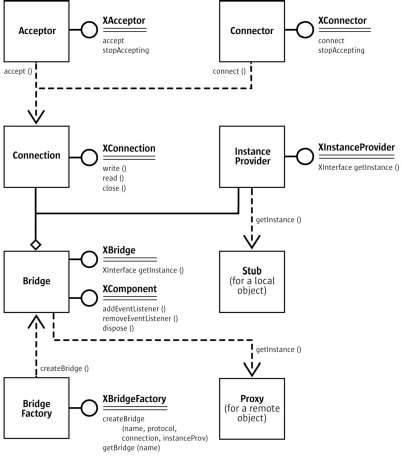 Acceptor
XAcceptor
accept
stopAccepting
Connector
XConnector
connect
stopAccepting
accept ()
connect ()
Connection
XConnection
write ()
read ()
close ()
Instance
Provider
XInstanceProvider
XInterface getInstance ()
getInstance ()
Bridge
XBridge
XInterface getInstance ()
XComponent
addEventListener ()
removeEventListener ()
dispose ()
Stub
(for a local
object)
createBridge ()
getInstance ()
Bridge
Factory
XBridgeFactory
createBridge
(name, protocol,
connection, instanceProv)
getBridge (name)
Proxy
(for a remote
object)